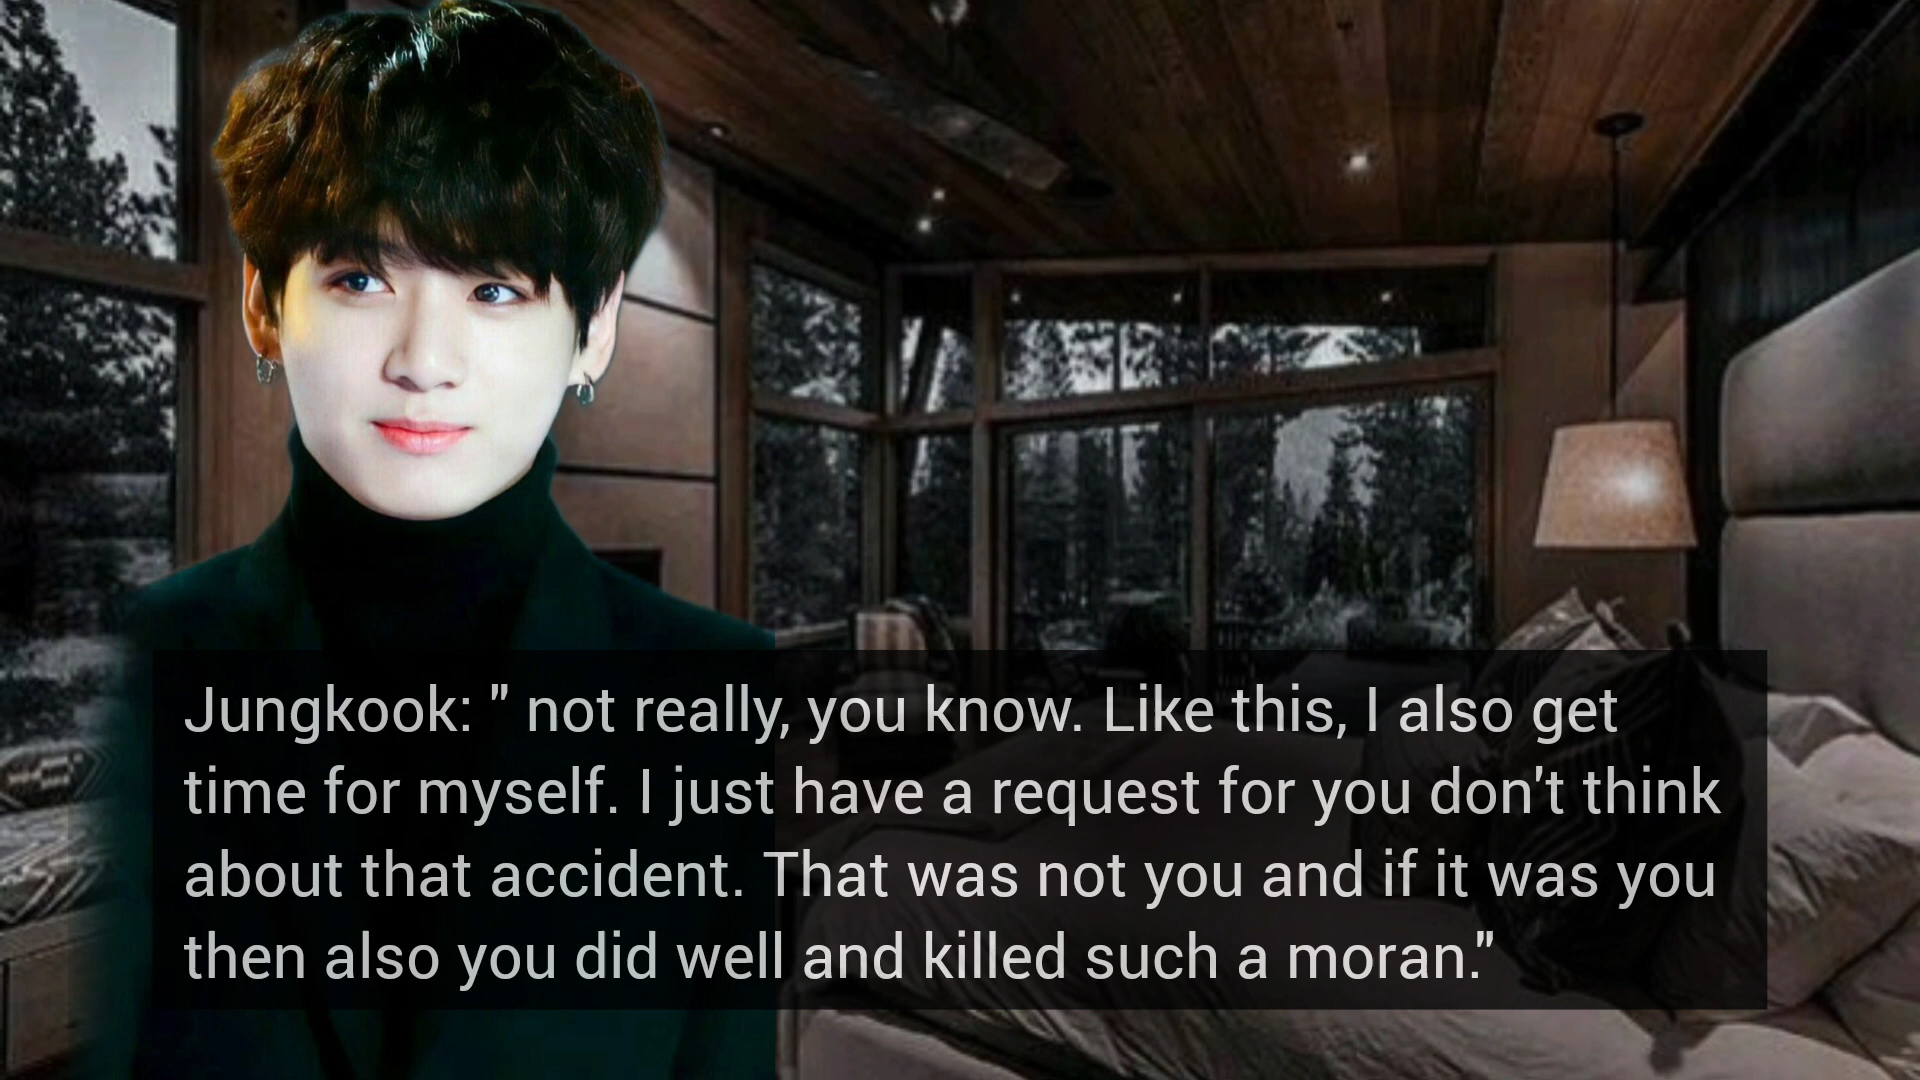 Jungkook: " not really, you know. Like this, I also get
time for myself. I just have a request for you don't think
about that accident. That was not you and if it was you
then also you did well and killed such a moran."